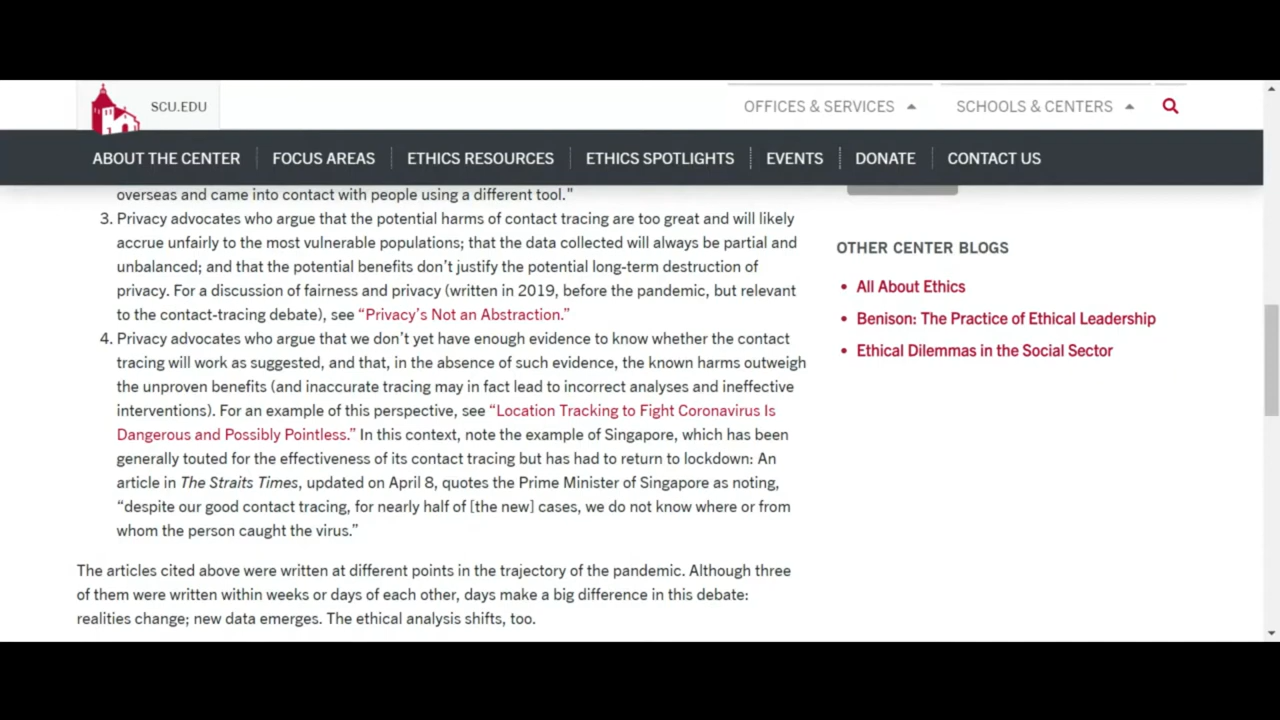 SCU.EDU
OFFICES & SERVICES
SCHOOLS & CENTERS
ABOUT THE CENTER
FOCUS AREAS
ETHICS RESOURCES
ETHICS SPOTLIGHTS
EVENTS
DONATE
CONTACT US
overseas and came into contact with people using a different tool."
3. Privacy advocates who argue that the potential harms of contact tracing are too great and will likely
accrue unfairly to the most vulnerable populations; that the data collected will always be partial and
unbalanced; and that the potential benefits don’t justify the potential long-term destruction of
privacy. For a discussion of fairness and privacy (written in 2019, before the pandemic, but relevant
to the contact-tracing debate), see “Privacy’s Not an Abstraction.”
4. Privacy advocates who argue that we don’t yet have enough evidence to know whether the contact
tracing will work as suggested, and that, in the absence of such evidence, the known harms outweigh
the unproven benefits (and inaccurate tracing may in fact lead to incorrect analyses and ineffective
interventions). For an example of this perspective, see “Location Tracking to Fight Coronavirus Is
Dangerous and Possibly Pointless.” In this context, note the example of Singapore, which has been
generally touted for the effectiveness of its contact tracing but has had to return to lockdown: An
article in The Straits Times, updated on April 8, quotes the Prime Minister of Singapore as noting,
“despite our good contact tracing, for nearly half of [the new] cases, we do not know where or from
whom the person caught the virus.”
The articles cited above were written at different points in the trajectory of the pandemic. Although three
of them were written within weeks or days of each other, days make a big difference in this debate:
realities change; new data emerges. The ethical analysis shifts, too.
OTHER CENTER BLOGS
• All About Ethics
• Benison: The Practice of Ethical Leadership
• Ethical Dilemmas in the Social Sector